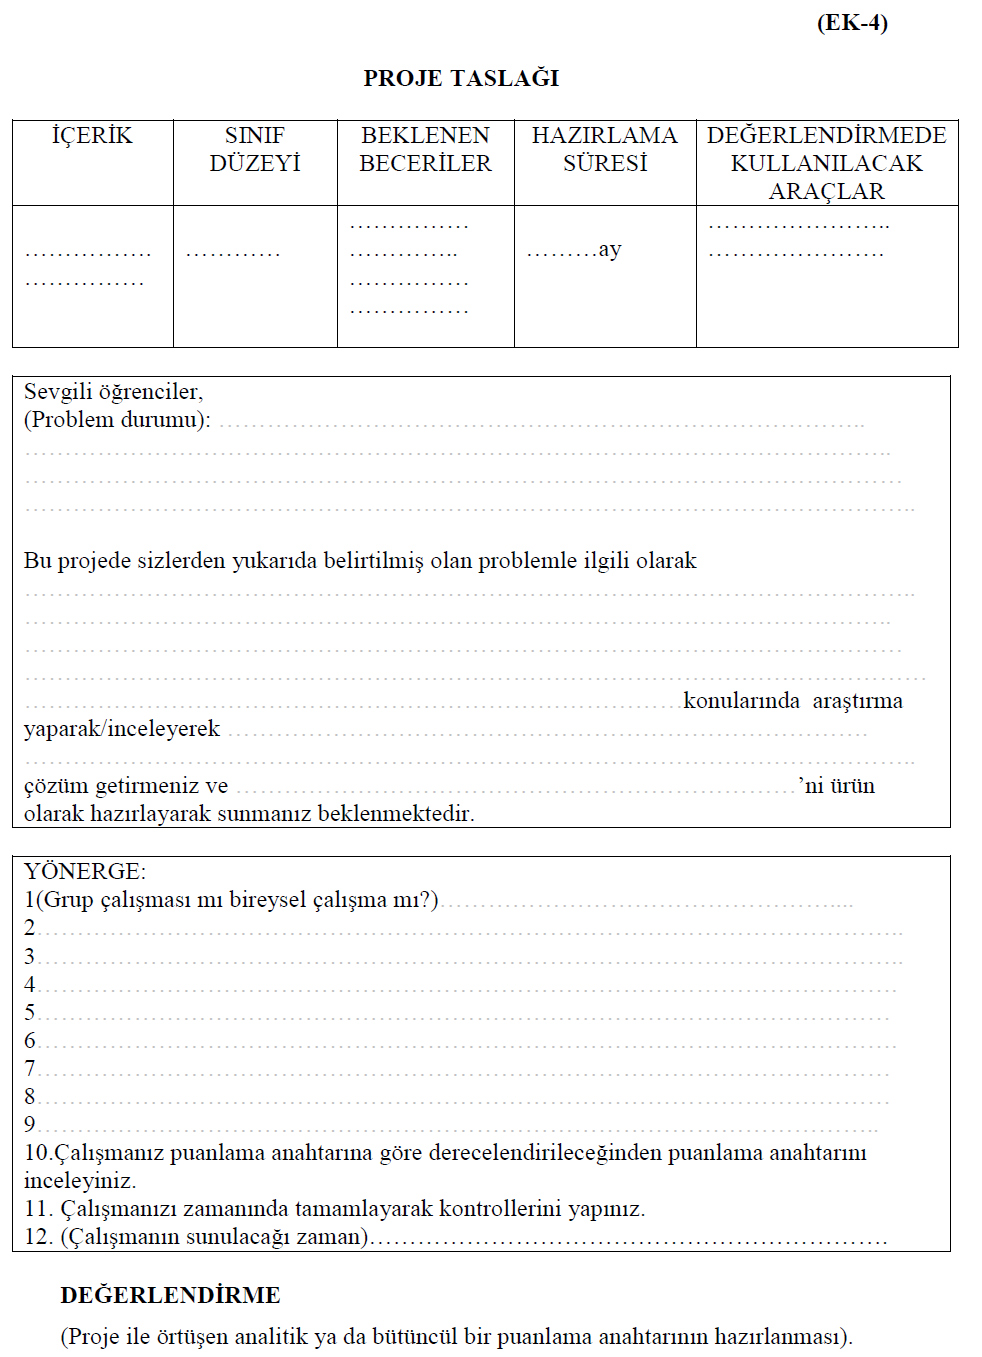 (EK-4)
PROJE TASLAĞI
İÇERİK
SINIF
DÜZEYİ
BEKLENEN
BECERİLER
HAZIRLAMA
SÜRESİ
DEĞERLENDİRMEDE
KULLANILACAK
ARAÇLAR
…………….
……………
…………
……………
…………..
……………
……………
………ay
…………………..
………………….
Sevgili öğrenciler,
(Problem durumu): ……………………………………………………………………..
……………………………………………………………………………………………..
………………………………………………………………………………………………
………………………………………………………………………………………………..
Bu projede sizlerden yukarıda belirtilmiş olan problemle ilgili olarak
………………………………………………………………………………………………..
……………………………………………………………………………………………..
………………………………………………………………………………………………
…………………………………………………………………………………………………
………………………………………………………………………konularında araştırma
yaparak/inceleyerek …………………………………………………………………….
………………………………………………………………………………………………..
çözüm getirmeniz ve ……………………………………………………………’ni ürün
olarak hazırlayarak sunmanız beklenmektedir.
YÖNERGE:
1(Grup çalışması mı bireysel çalışma mı?)…………………………………………....
2……………………………………………………………………………………………..
3……………………………………………………………………………………………..
4…………………………………………………………………………………………….
5……………………………………………………………………………………………
6…………………………………………………………………………………………….
7……………………………………………………………………………………………
8……………………………………………………………………………………………
9…………………………………………………………………………………………..
10.Çalışmanız puanlama anahtarına göre derecelendirileceğinden puanlama anahtarını
inceleyiniz.
11. Çalışmanızı zamanında tamamlayarak kontrollerini yapınız.
12. (Çalışmanın sunulacağı zaman)……………………………………………………….
DEĞERLENDİRME
(Proje ile örtüşen analitik ya da bütüncül bir puanlama anahtarının hazırlanması).